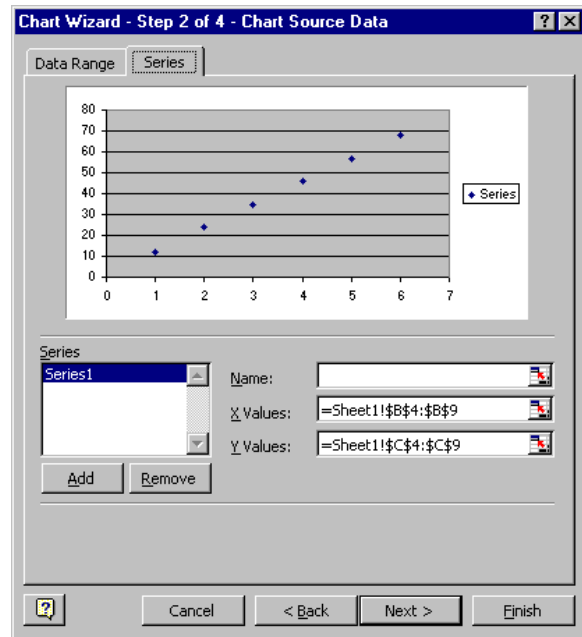 Chart Wizard - Step 2 of 4 - Chart Source Data
Data Range Series
80
70
60
50
40
30
20
10
0
0 1 2 3 4 5 6 7
Series
Series
Series1
Name:
X Values: =Sheet1!$B$4:$B$9
Y Values: =Sheet1!$C$4:$C$9
Add Remove
Cancel < Back Next > Finish